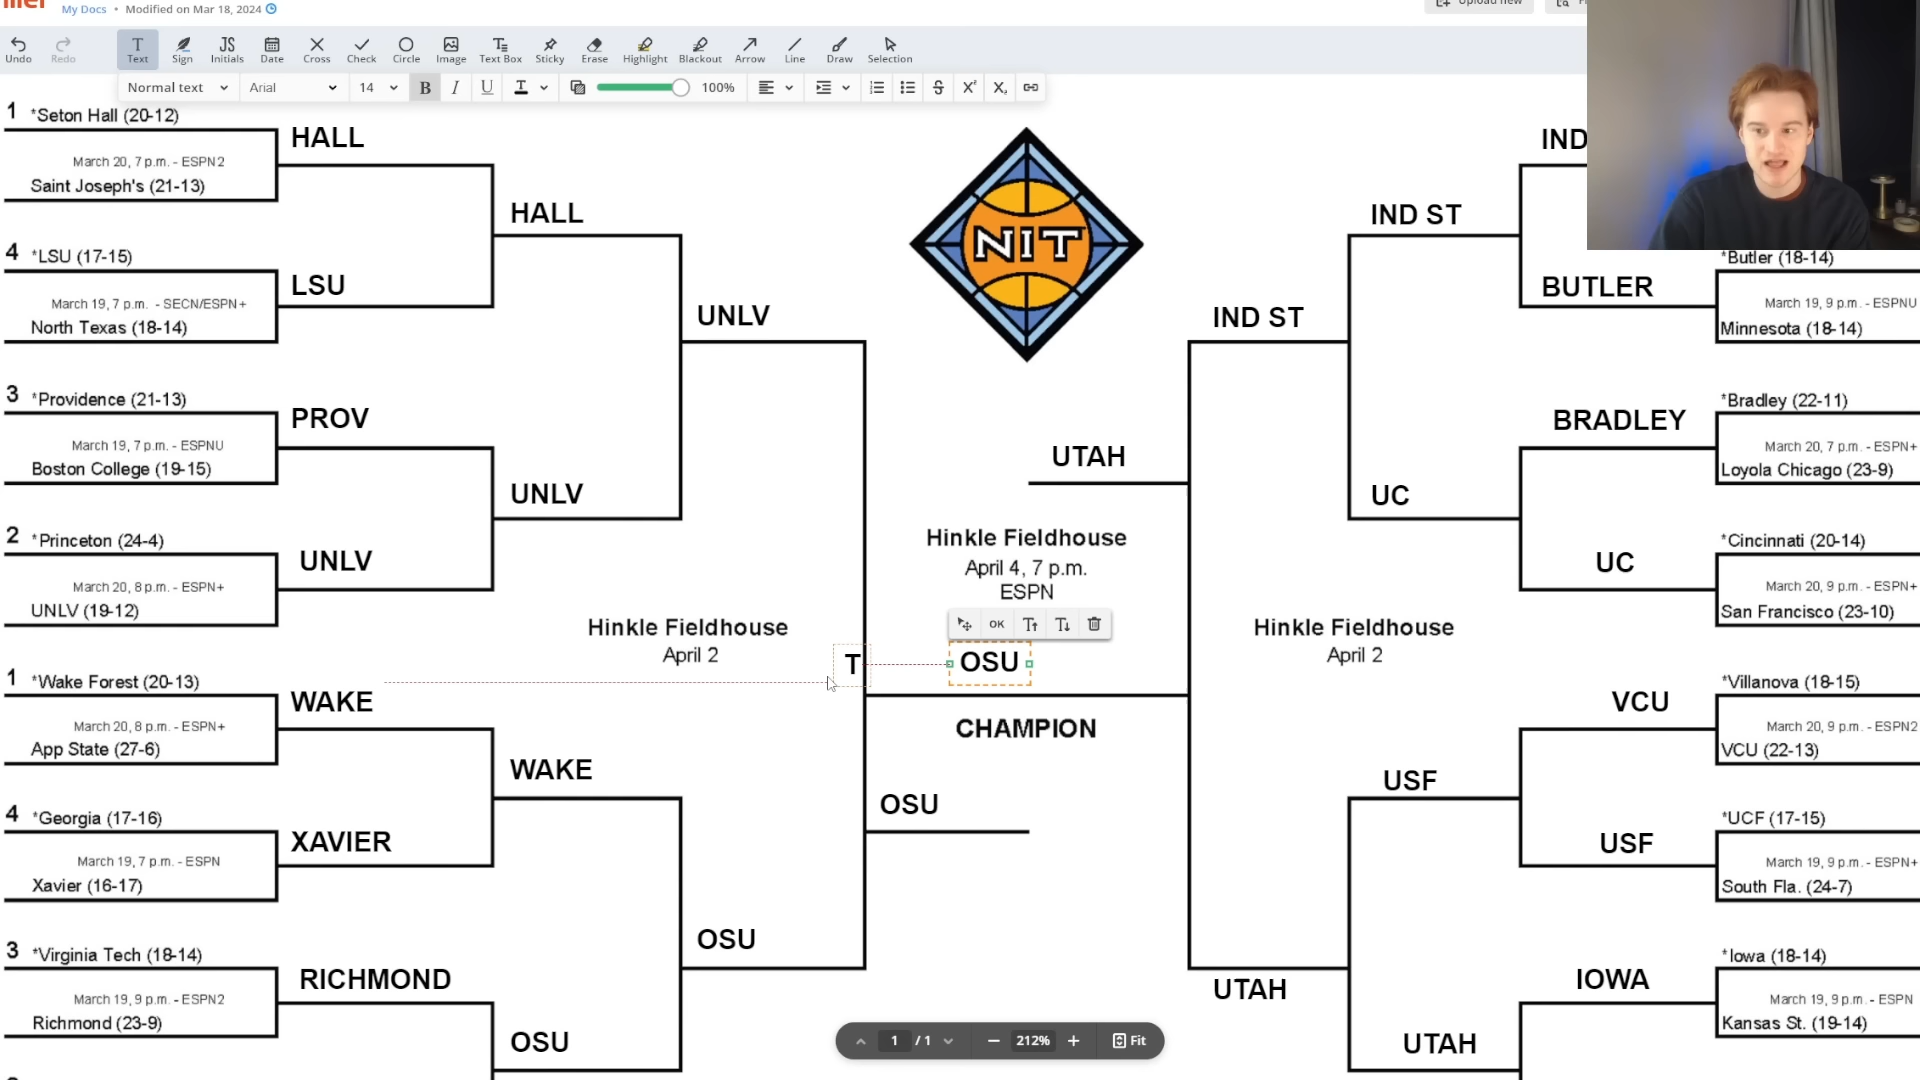 My Docs • Modified on Mar 18, 2024
Undo Redo Text Sign Initials Date Cross Check Circle Image Text Box Sticky Erase Highlight Blackout Arrow Line Draw Selection
Normal text Arial 14 B I U T 100%
1 *Seton Hall (20-12)
March 20, 7 p.m. - ESPN2
Saint Joseph's (21-13)
4 *LSU (17-15)
March 19, 7 p.m. - SECN/ESPN+
North Texas (18-14)
3 *Providence (21-13)
March 19, 7 p.m. - ESPNU
Boston College (19-15)
2 *Princeton (24-4)
March 20, 8 p.m. - ESPN+
UNLV (19-12)
1 *Wake Forest (20-13)
March 20, 8 p.m. - ESPN+
App State (27-6)
4 *Georgia (17-16)
March 19, 7 p.m. - ESPN
Xavier (16-17)
3 *Virginia Tech (18-14)
March 19, 9 p.m. - ESPN2
Richmond (23-9)
HALL
LSU
PROV
UNLV
WAKE
XAVIER
RICHMOND
HALL
UNLV
WAKE
OSU
UNLV
OSU
Hinkle Fieldhouse
April 2
NIT
UTAH
Hinkle Fieldhouse
April 4, 7 p.m.
ESPN
OK
T
OSU
CHAMPION
OSU
Hinkle Fieldhouse
April 2
IND ST
UTAH
IND ST
UC
USF
UTAH
IND
BUTLER
BRADLEY
UC
VCU
USF
IOWA
*Butler (18-14)
March 19, 9 p.m. - ESPNU
Minnesota (18-14)
*Bradley (22-11)
March 20, 7 p.m. - ESPN+
Loyola Chicago (23-9)
*Cincinnati (20-14)
March 20, 9 p.m. - ESPN+
San Francisco (23-10)
*Villanova (18-15)
March 20, 9 p.m. - ESPN2
VCU (22-13)
*UCF (17-15)
March 19, 9 p.m. - ESPN+
South Fla. (24-7)
*Iowa (18-14)
March 19, 9 p.m. - ESPN
Kansas St. (19-14)
1 / 1 212% Fit